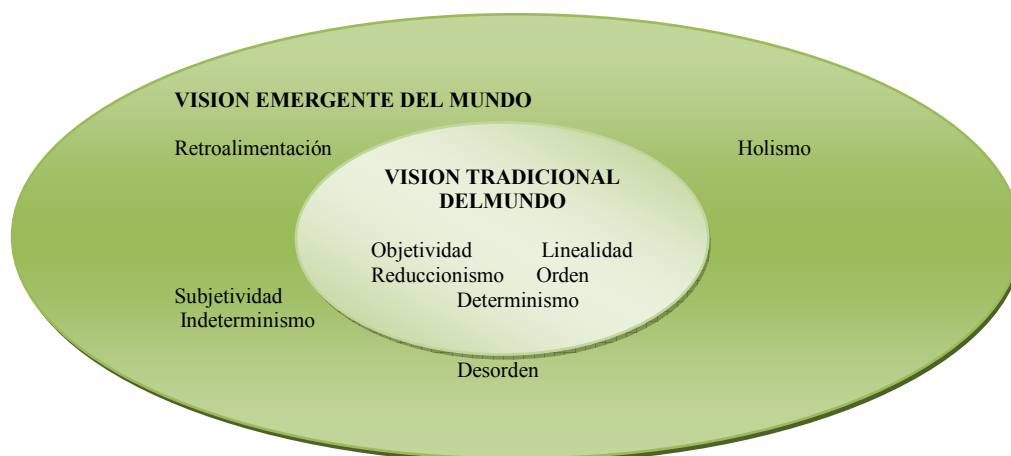 VISION EMERGENTE DEL MUNDO
Retroalimentación Holismo
VISION TRADICIONAL
DELMUNDO
Objetividad Linealidad
Reduccionismo Orden
Determinismo
Subjetividad
Indeterminismo
Desorden